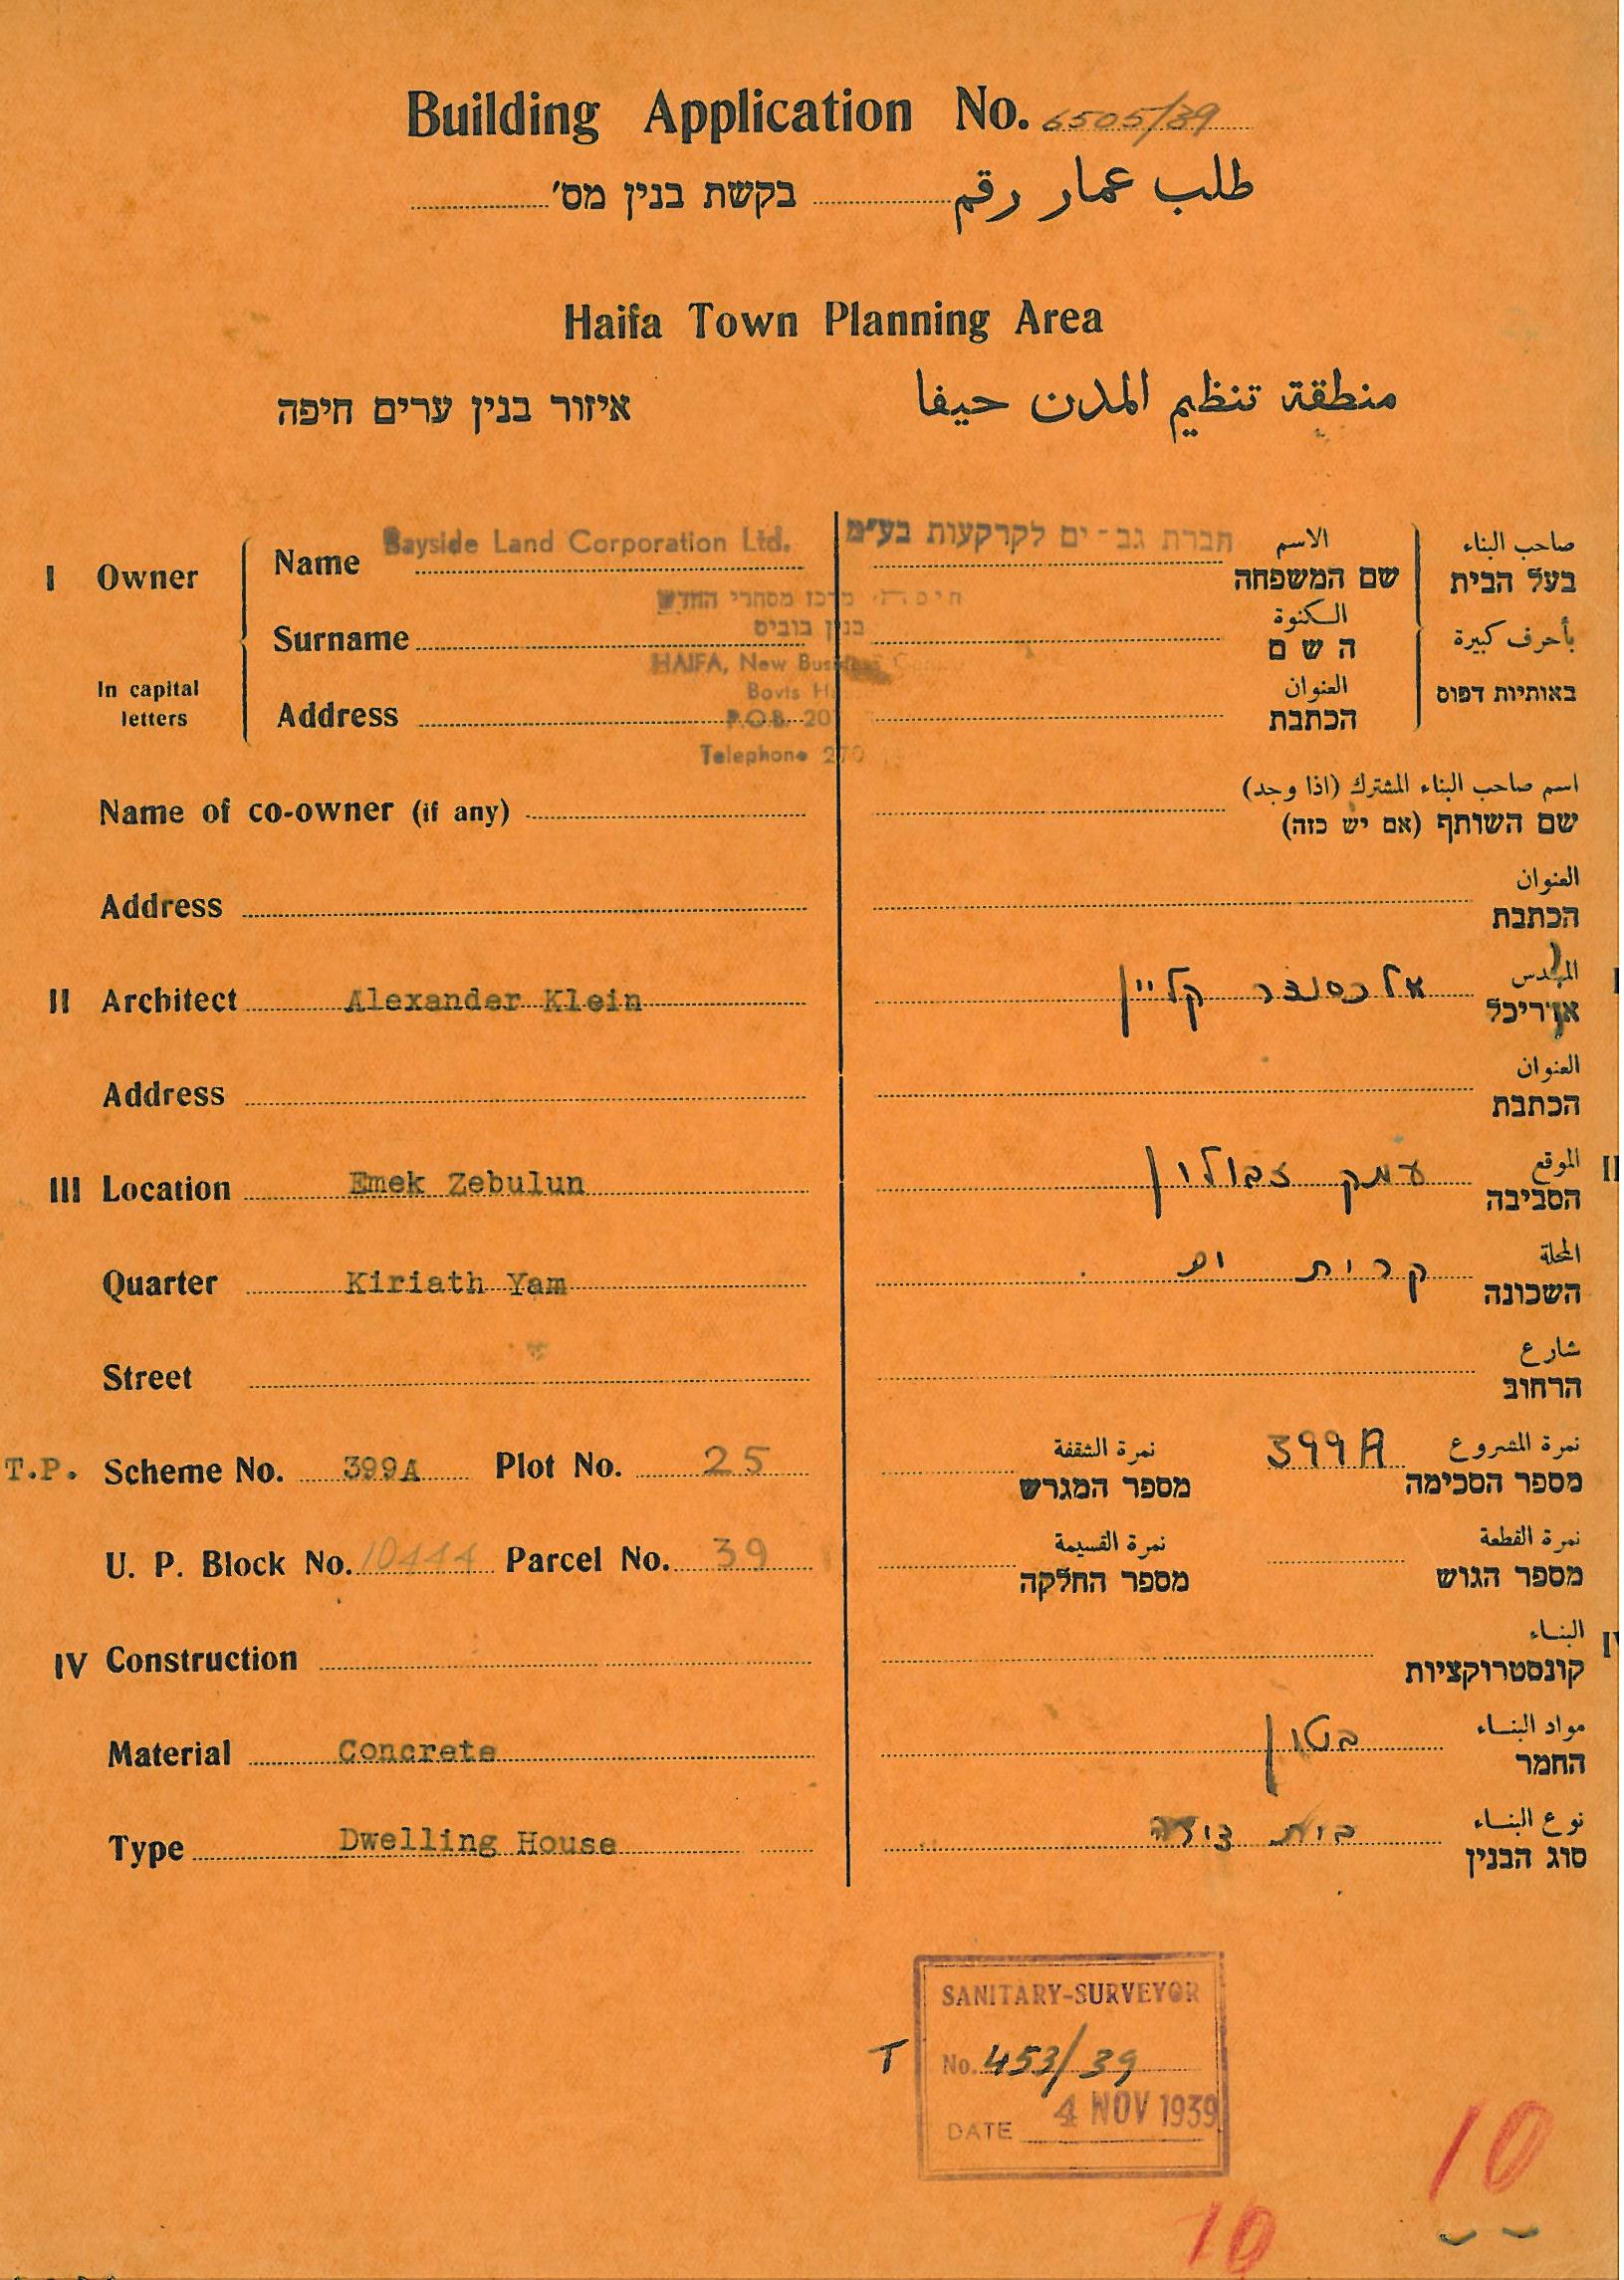 Building Application No. 6505/39
طلب عمار رقم .......... בקשת בנין מס' ..........
Haifa Town Planning Area
منطقة تنظيم المدن حيفا
איזור בנין ערים חיפה
I Owner
In capital letters
Name Bayside Land Corporation Ltd.
חברת גב-ים לקרקעות בע״מ
الاسم
שם המשפחה
صاحب البناء
בעל הבית
מרכז מסחרי החדש
בנין בוביס
HAIFA, New
Surname
الكنوة
השם
بأحرف كبيرة
באותיות דפוס
Bovis
P.O.B. 20
Address
العنوان
הכתבת
Telephone 270
Name of co-owner (if any)
اسم صاحب البناء المشترك (اذا وجد)
שם השותף (אם יש כזה)
Address
العنوان
הכתבת
II Architect Alexander Klein
אלכסנדר קליין
المهندس
ארריכל
Address
العنوان
הכתבת
III Location Emek Zebulun
עמק זבולון
الموقع
הסביבה
Quarter Kiriath Yam
קרית ים
المحلة
השכונה
Street
شارع
הרחוב
T.P. Scheme No. 399A Plot No. 25
نمرة الشقفة
מספר המגרש
399A
نمرة المشروع
מספר הסכימה
U. P. Block No. 10444 Parcel No. 39
نمرة القسيمة
מספר החלקה
نمرة القطعة
מספר הגוש
IV Construction
البناء
קונסטרוקציות
Material Concrete
בטון
مواد البناء
החמר
Type Dwelling House
בית
نوع البناء
סוג הבנין
SANITARY-SURVEYOR
T No. 453/39
DATE 4 NOV 1939
10
10